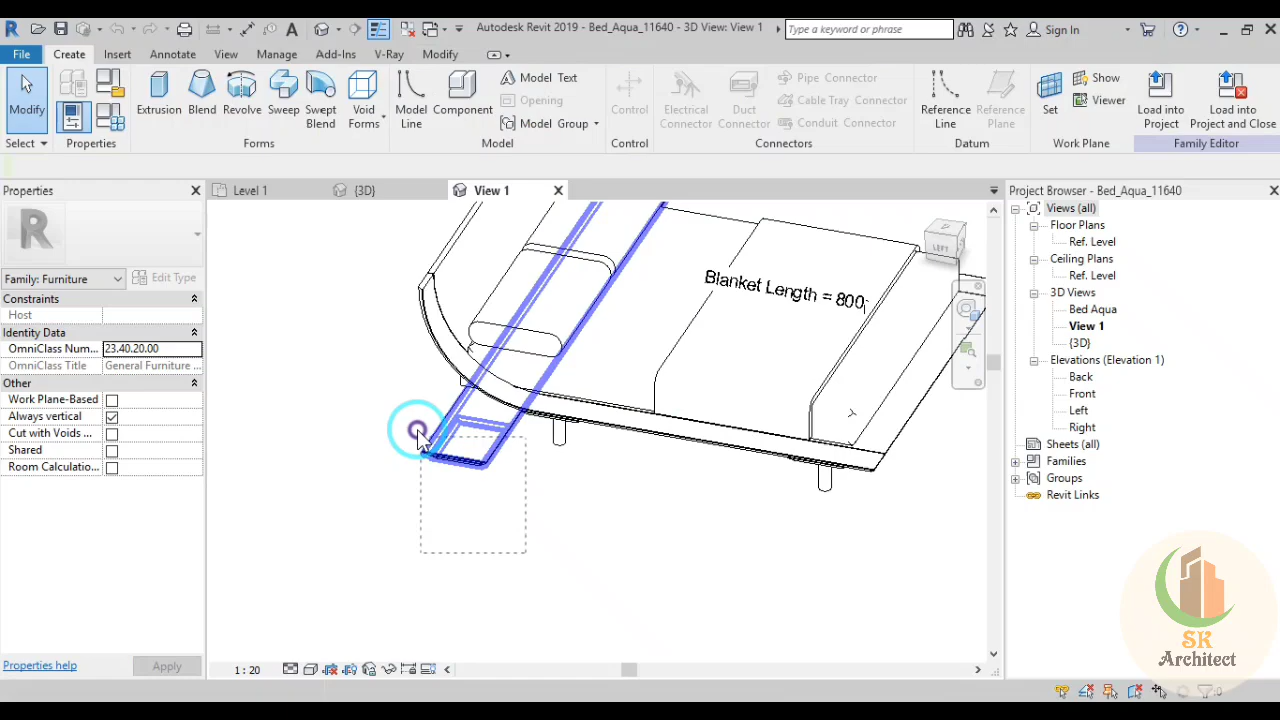 Autodesk Revit 2019 - Bed_Aqua_11640 - 3D View: View 1
Type a keyword or phrase
Sign In
File Create Insert Annotate View Manage Add-Ins V-Ray Modify
Modify
Extrusion Blend Revolve Sweep Swept Blend Void Forms
Model Line Component Model Text
Opening
Model Group
Control
Electrical Connector Duct Connector Pipe Connector
Cable Tray Connector
Conduit Connector
Reference Line Reference Plane
Set Show
Viewer
Load into Project Load into Project and Close
Select Properties Forms Model Control Connectors Datum Work Plane Family Editor
Properties
Level 1 {3D} View 1
Project Browser - Bed_Aqua_11640
Family: Furniture Edit Type
Constraints
Host
Identity Data
OmniClass Num... 23.40.20.00
OmniClass Title General Furniture ...
Other
Work Plane-Based
Always vertical
Cut with Voids ...
Shared
Room Calculatio...
Properties help Apply
Blanket Length = 800
LEFT
1 : 20
Views (all)
Floor Plans
Ref. Level
Ceiling Plans
Ref. Level
3D Views
Bed Aqua
View 1
{3D}
Elevations (Elevation 1)
Back
Front
Left
Right
Sheets (all)
Families
Groups
Revit Links
SK
Architect
:0